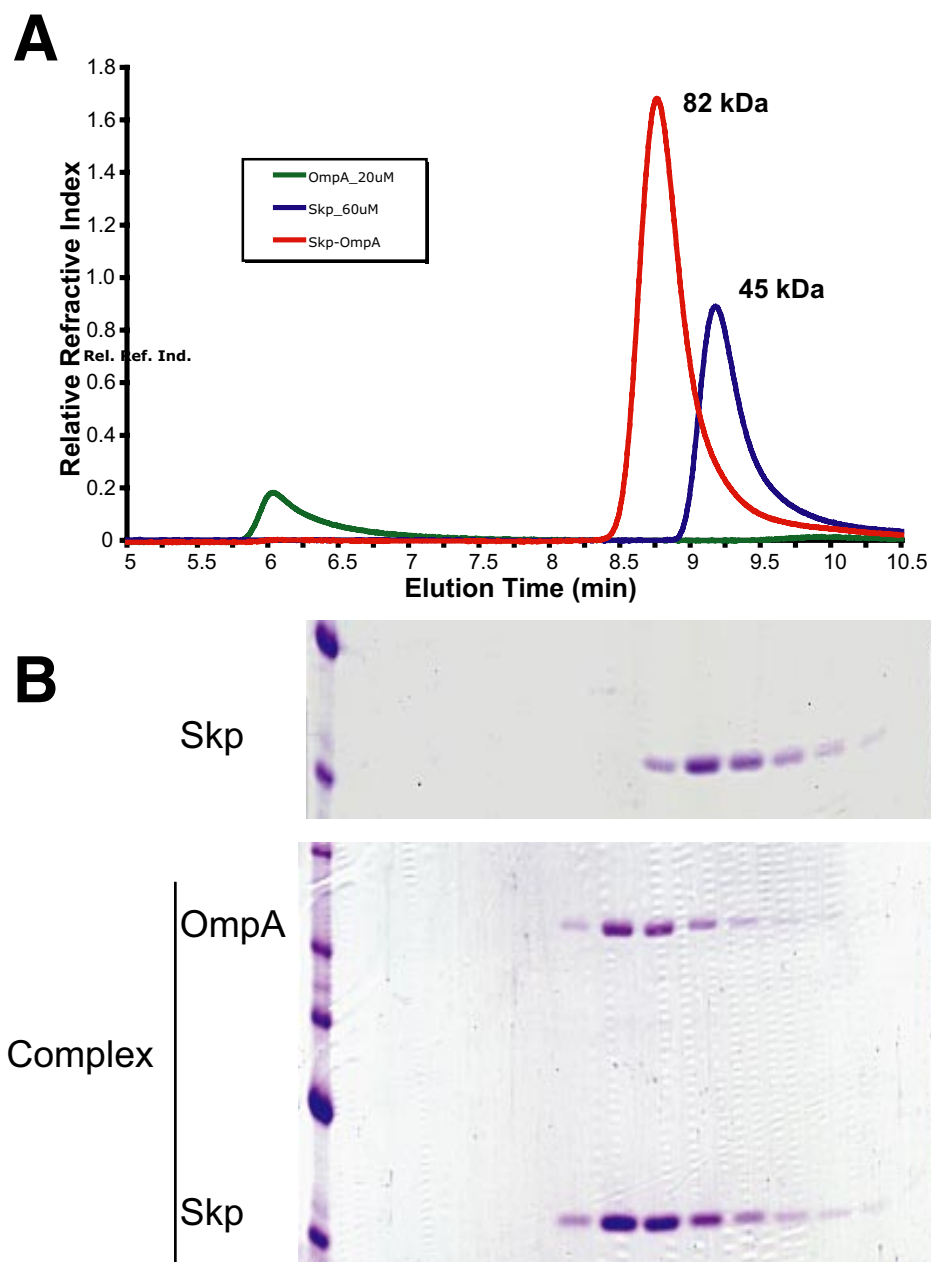 A
1.8
82 kDa
1.6
1.4
OmpA_20uM
Skp_60uM
Skp-OmpA
1.2
1.0
45 kDa
0.8
Rel. Ref. Ind.
0.6
0.4
0.2
0
Relative Refractive Index
5 5.5 6 6.5 7 7.5 8 8.5 9 9.5 10 10.5
Elution Time (min)
B
Skp
OmpA
Complex
Skp